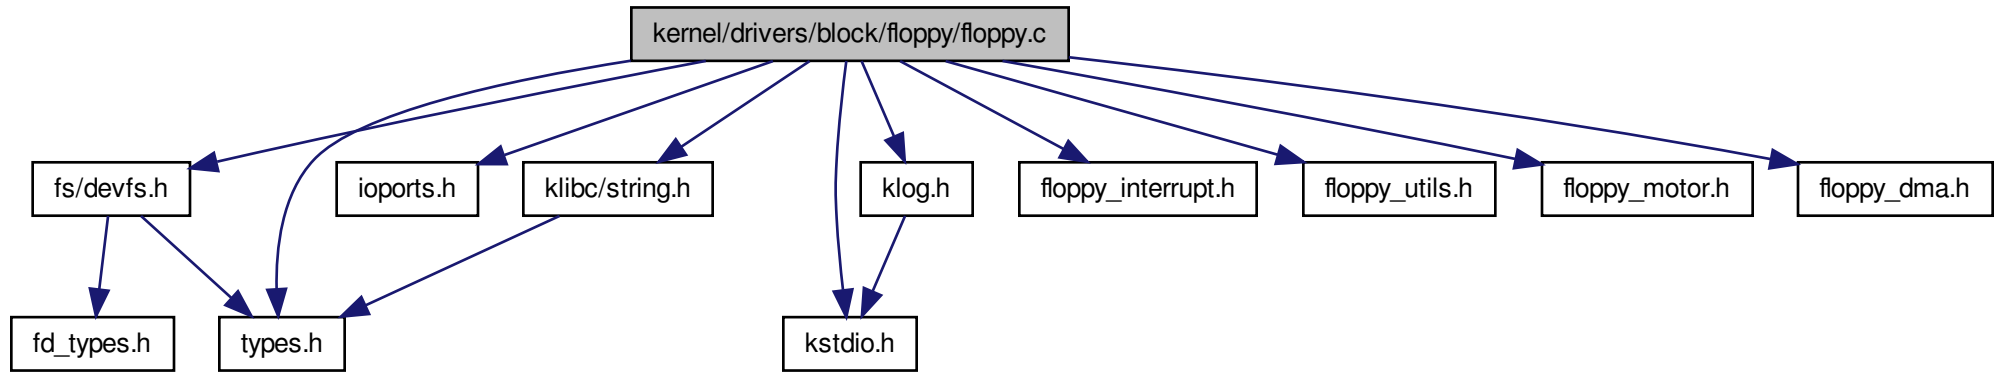 kernel/drivers/block/floppy/floppy.c
fs/devfs.h
ioports.h
klibc/string.h
klog.h
floppy_interrupt.h
floppy_utils.h
floppy_motor.h
floppy_dma.h
fd_types.h
types.h
kstdio.h